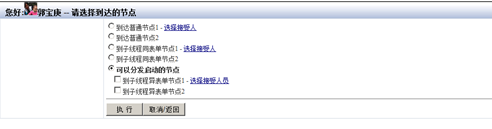 您好:郭宝庚 -- 请选择到达的节点
到达普通节点1 - 选择接受人
到达普通节点2
到子线程同表单节点1 - 选择接受人
到子线程同表单节点2
可以分发启动的节点
到子线程异表单节点1 - 选择接受人员
到子线程异表单节点2
执 行 取消/返回